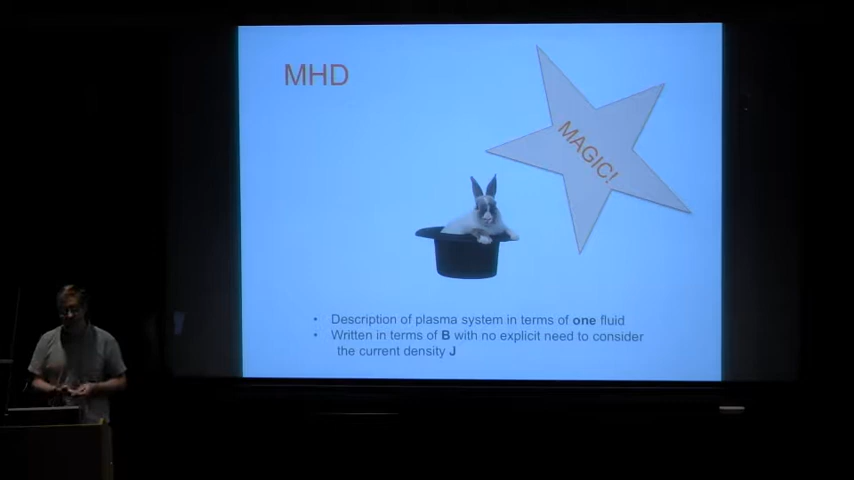 MHD
MAGIC!
• Description of plasma system in terms of one fluid
• Written in terms of B with no explicit need to consider
the current density J